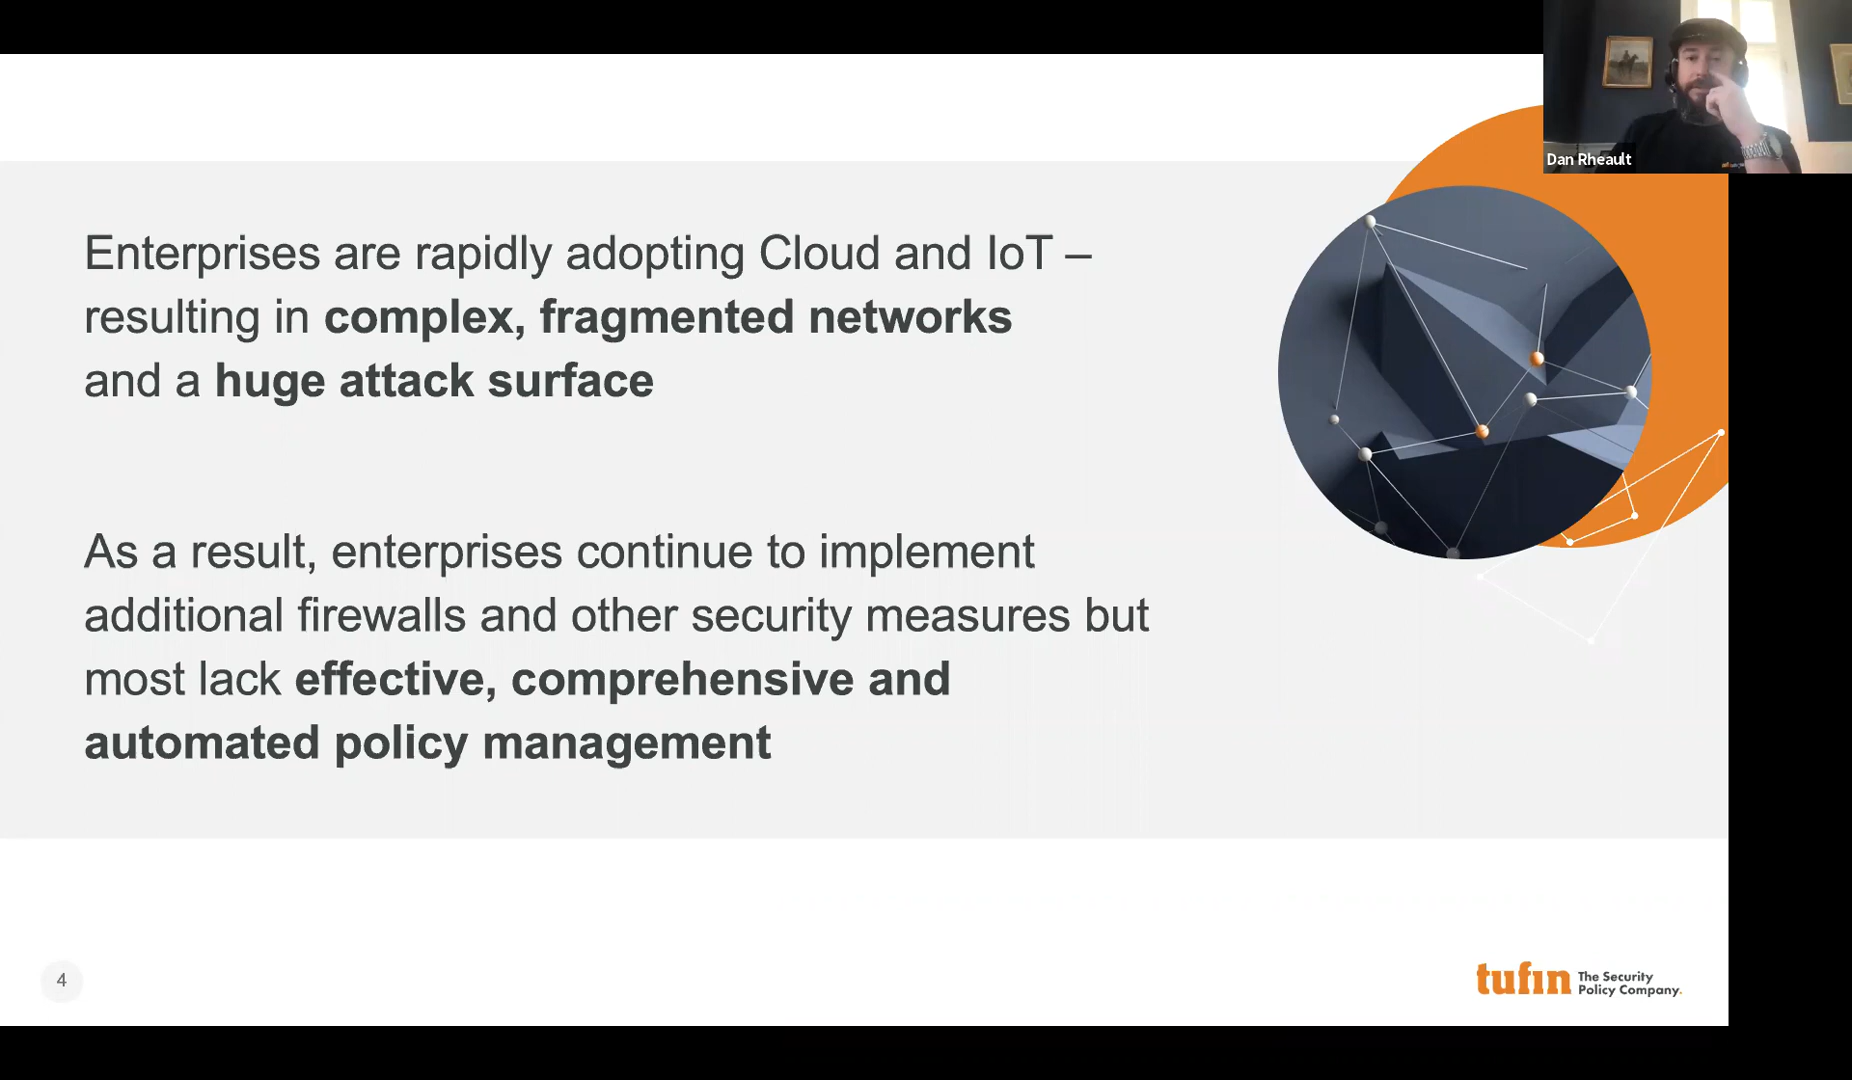 Dan Rheault
Enterprises are rapidly adopting Cloud and IoT –
resulting in complex, fragmented networks
and a huge attack surface
As a result, enterprises continue to implement
additional firewalls and other security measures but
most lack effective, comprehensive and
automated policy management
4
tufin The Security
Policy Company.